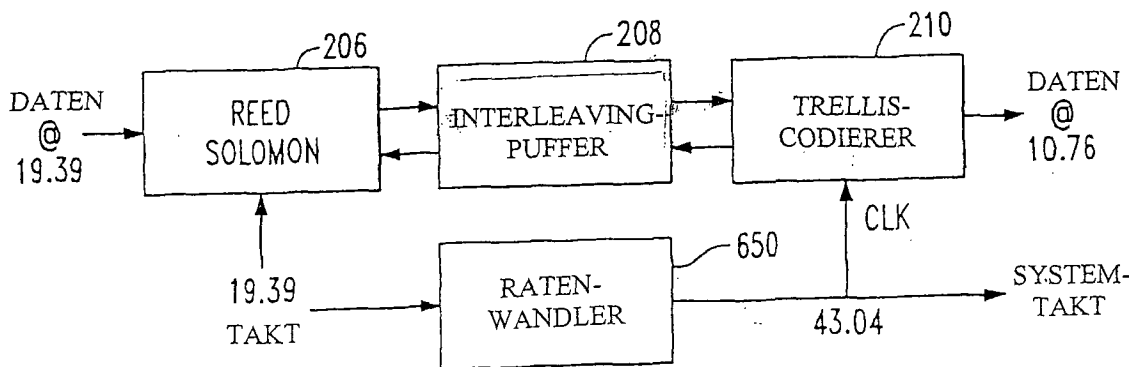 206
208
210
DATEN
@
19.39
REED
SOLOMON
INTERLEAVING-
PUFFER
TRELLIS-
CODIERER
DATEN
@
10.76
CLK
650
19.39
TAKT
RATEN-
WANDLER
43.04
SYSTEM-
TAKT